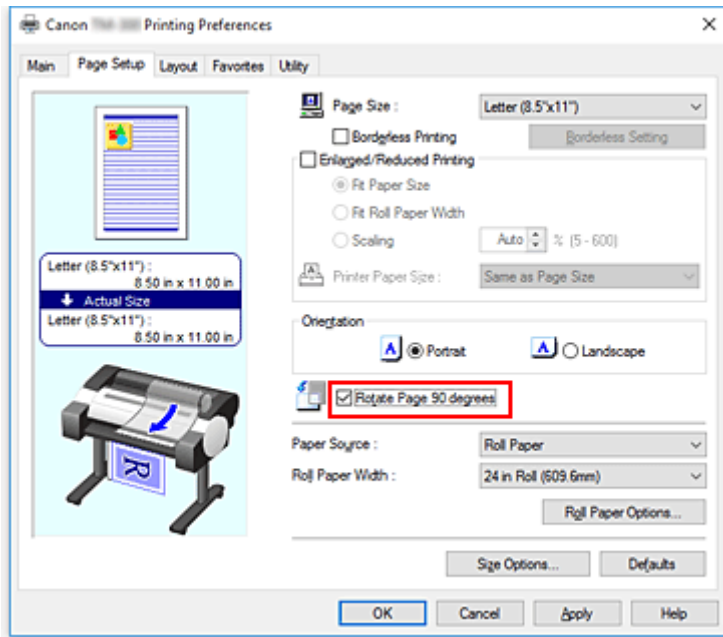 Canon Printing Preferences
Main Page Setup Layout Favorites Utility
Page Size : Letter (8.5"x11")
Borderless Printing Borderless Setting
Enlarged/Reduced Printing
Fit Paper Size
Fit Roll Paper Width
Scaling Auto % (5 - 600)
Printer Paper Size : Same as Page Size
Letter (8.5"x11") :
8.50 in x 11.00 in
Actual Size
Letter (8.5"x11") :
8.50 in x 11.00 in
Orientation
A Portrait A Landscape
Rotate Page 90 degrees
R
Paper Source : Roll Paper
Roll Paper Width : 24 in Roll (609.6mm)
Roll Paper Options...
Size Options... Defaults
OK Cancel Apply Help